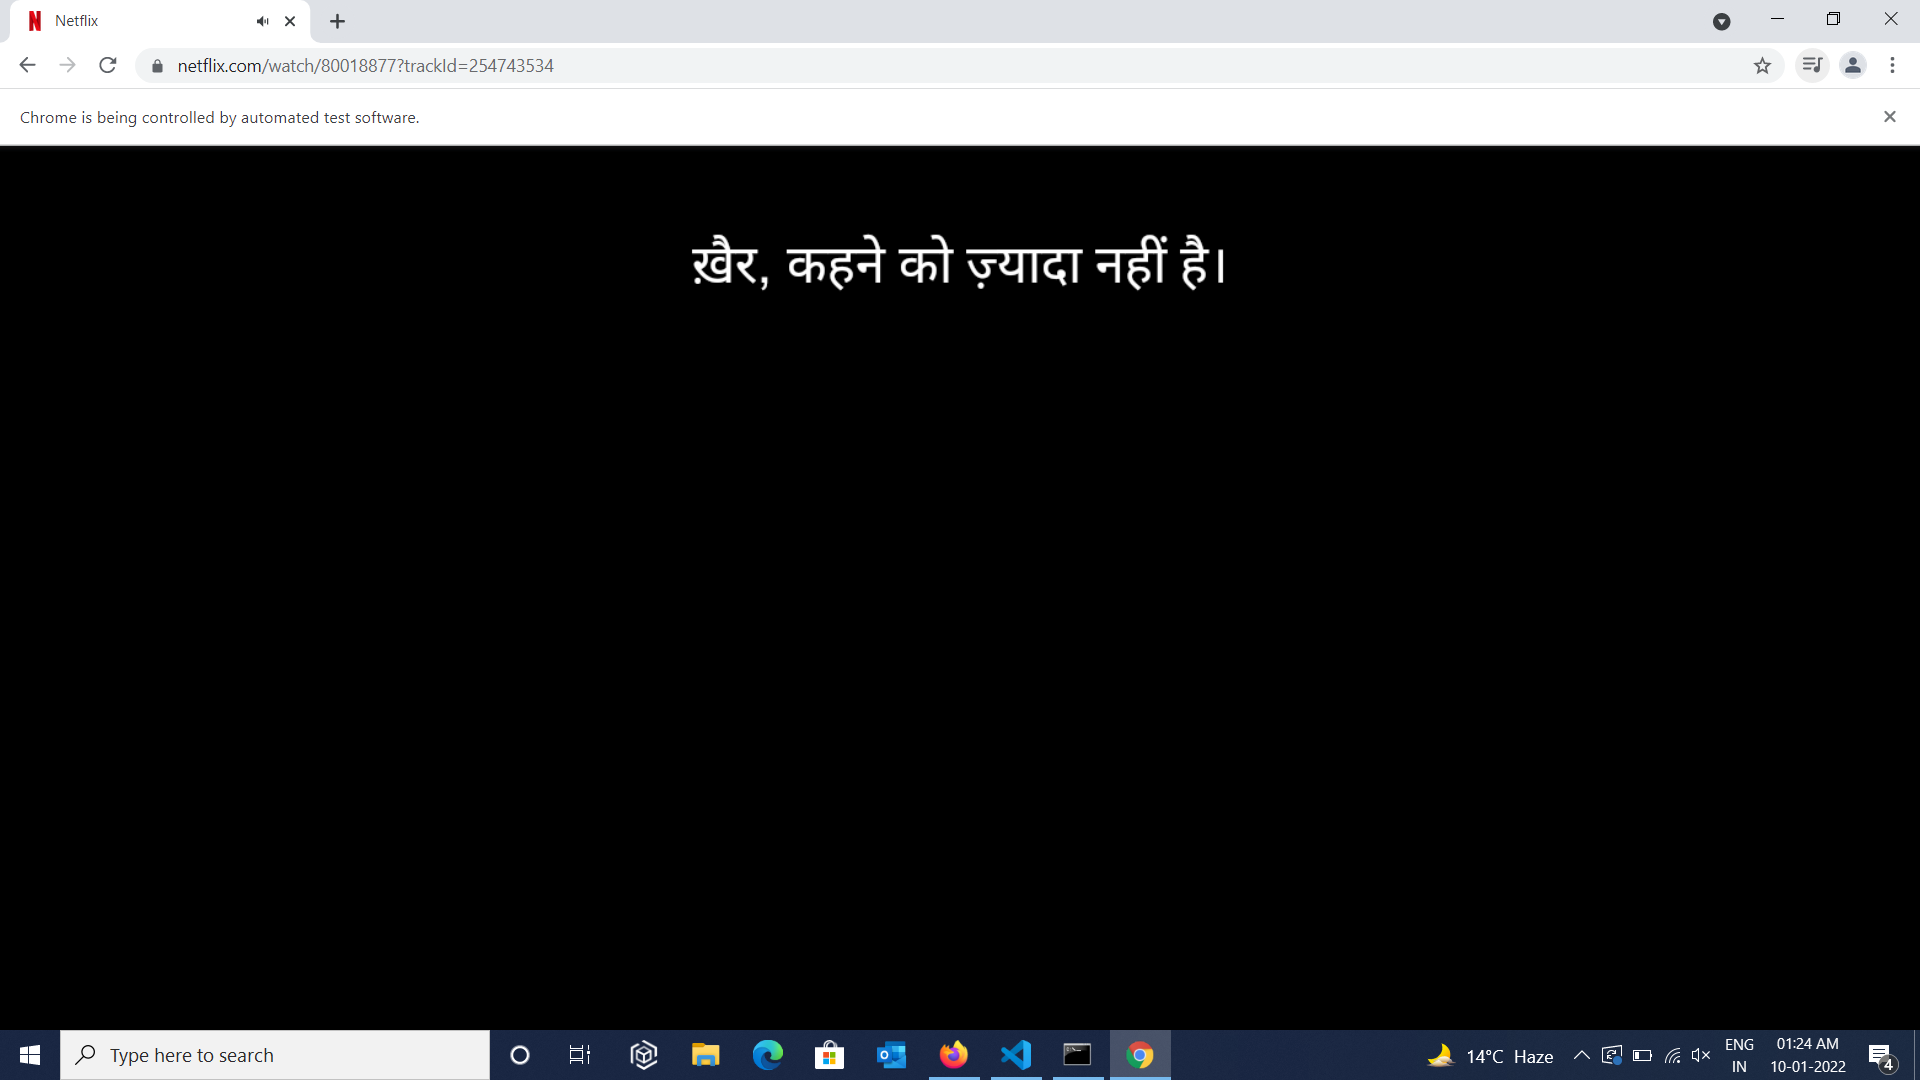 Netflix
netflix.com/watch/80018877?trackId=254743534
Chrome is being controlled by automated test software.
ख़ैर, कहने को ज़्यादा नहीं है।
Type here to search
14°C Haze
ENG
IN
01:24 AM
10-01-2022
4